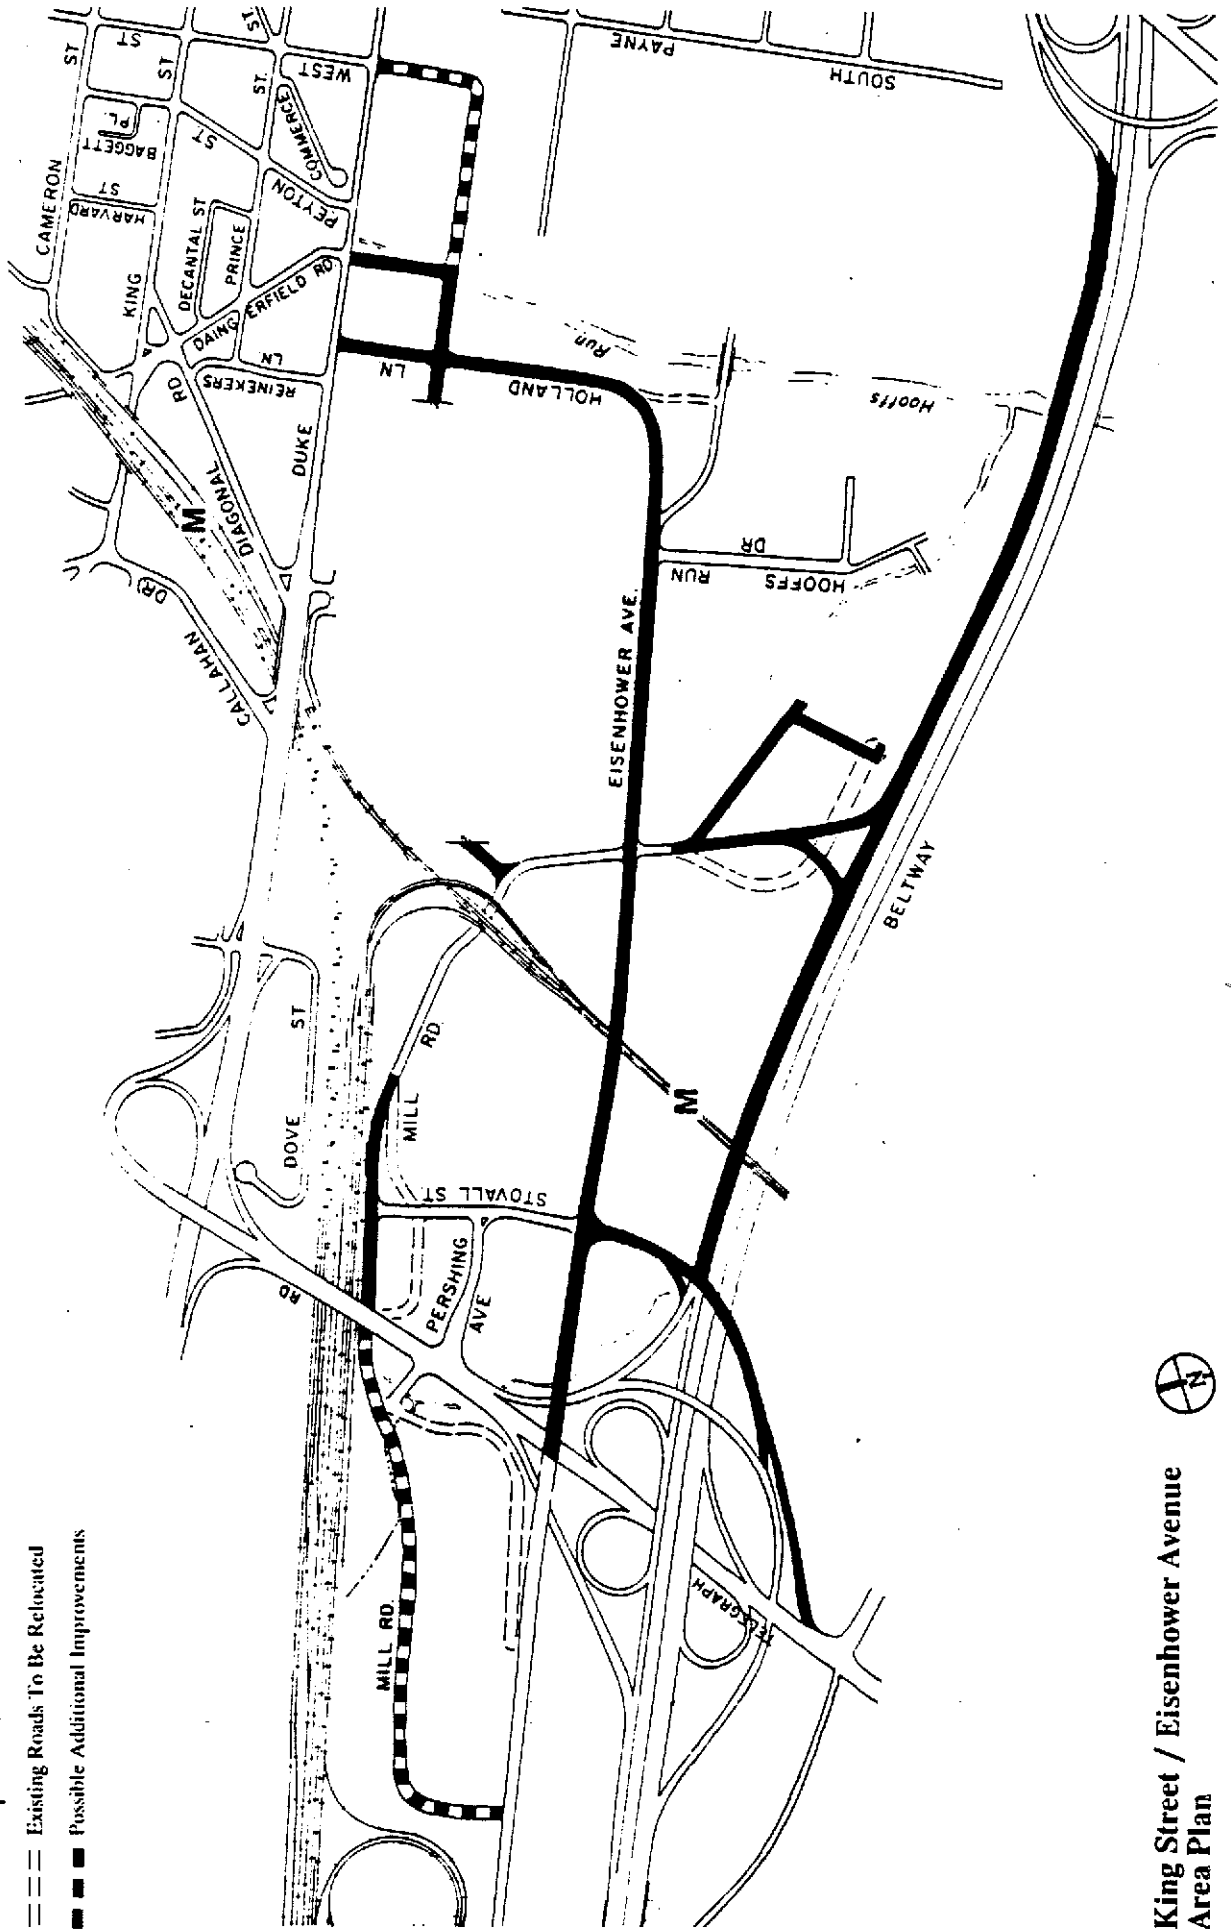 Existing Roads To Be Relocated
Possible Additional Improvements
CAMERON
ST
KING
ST
ST
ST.
ST
HARVARD
ST
BAGGETT
PL.
DECANTAL ST
PRINCE
PEYTON
ST
COMMERCE
WEST
DAINGERFIELD RD.
REINEKERS
LN
DIAGONAL
RD
DUKE
CALLAHAN
DR
M
SOUTH
PAYNE
HOLLAND
LN
Hooffs
Run
HOOFFS
RUN
DR
EISENHOWER AVE.
BELTWAY
M
MILL
RD.
DOVE
ST
STOVALL ST
PERSHING
AVE
RD
MILL RD.
TELEGRAPH
N
King Street / Eisenhower Avenue
Area Plan